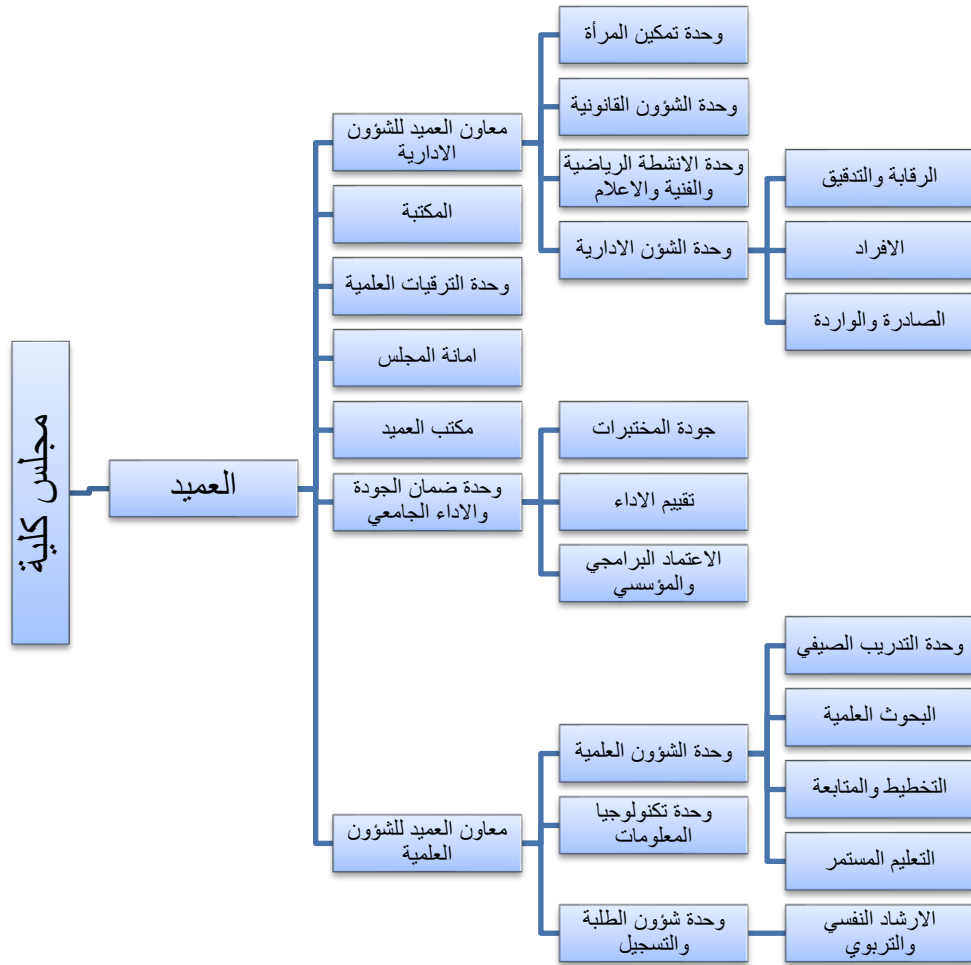 مجلس كلية
العميد
معاون العميد للشؤون
الادارية
وحدة تمكين المرأة
وحدة الشؤون القانونية
وحدة الانشطة الرياضية
والفنية والاعلام
وحدة الشؤن الادارية
الرقابة والتدقيق
الافراد
الصادرة والواردة
المكتبة
وحدة الترقيات العلمية
امانة المجلس
مكتب العميد
وحدة ضمان الجودة
والاداء الجامعي
جودة المختبرات
تقييم الاداء
الاعتماد البرامجي
والمؤسسي
معاون العميد للشؤون
العلمية
وحدة الشؤون العلمية
وحدة التدريب الصيفي
البحوث العلمية
التخطيط والمتابعة
التعليم المستمر
وحدة تكنولوجيا
المعلومات
وحدة شؤون الطلبة
والتسجيل
الارشاد النفسي
والتربوي